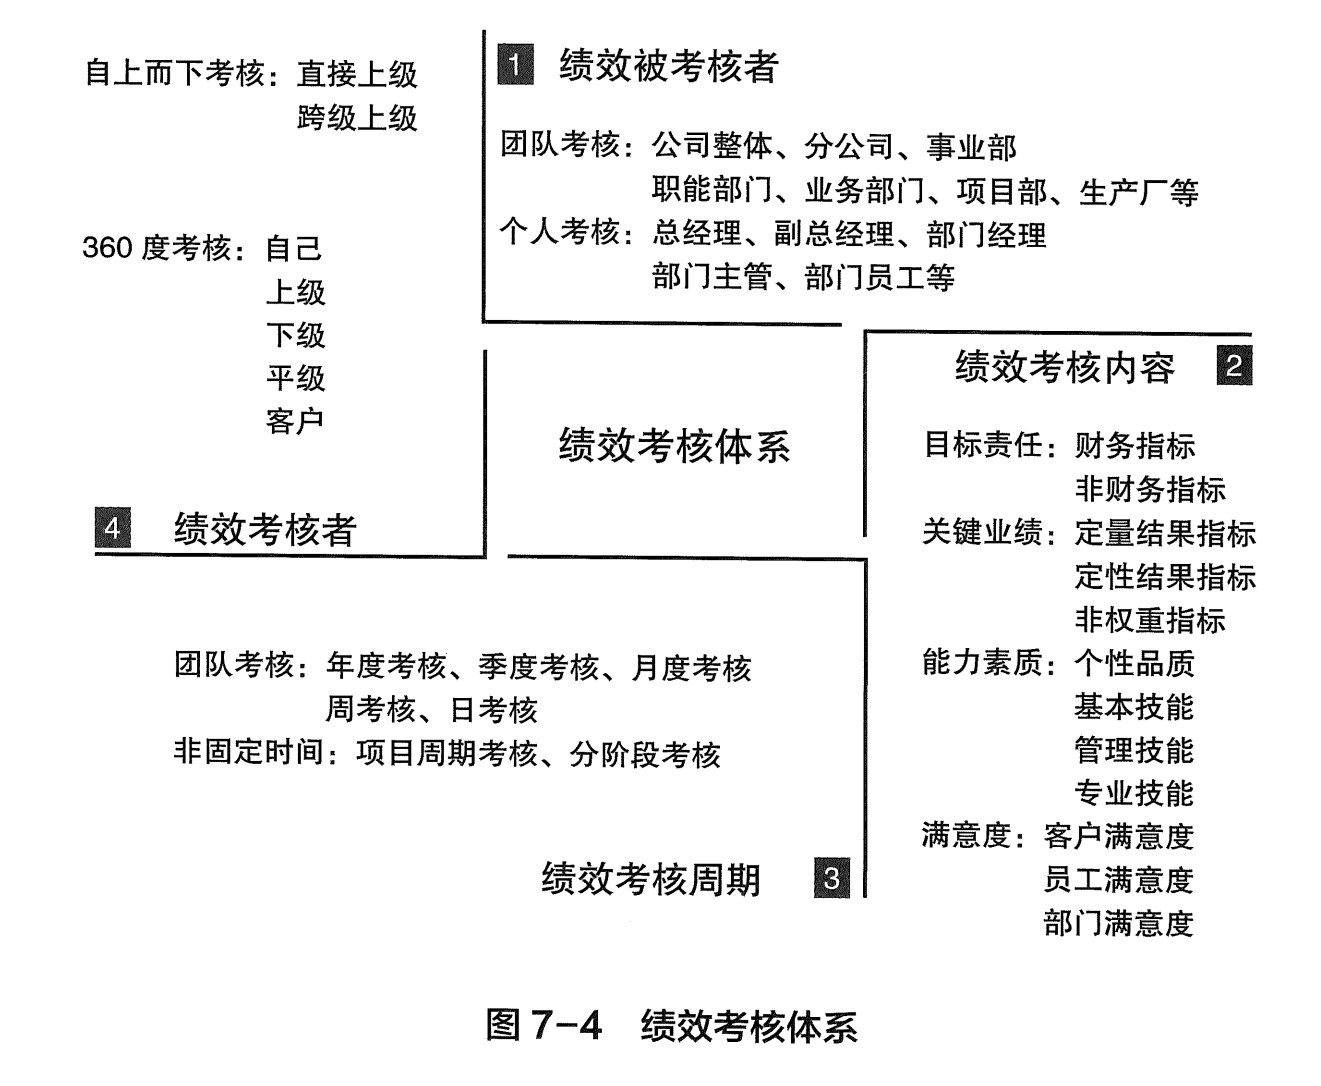 1 绩效被考核者
团队考核：公司整体、分公司、事业部
职能部门、业务部门、项目部、生产厂等
个人考核：总经理、副总经理、部门经理
部门主管、部门员工等
绩效考核内容 2
目标责任：财务指标
非财务指标
关键业绩：定量结果指标
定性结果指标
非权重指标
能力素质：个性品质
基本技能
管理技能
专业技能
满意度：客户满意度
员工满意度
部门满意度
团队考核：年度考核、季度考核、月度考核
周考核、日考核
非固定时间：项目周期考核、分阶段考核
绩效考核周期 3
自上而下考核：直接上级
跨级上级
360 度考核：自己
上级
下级
平级
客户
4 绩效考核者
绩效考核体系
图 7-4 绩效考核体系